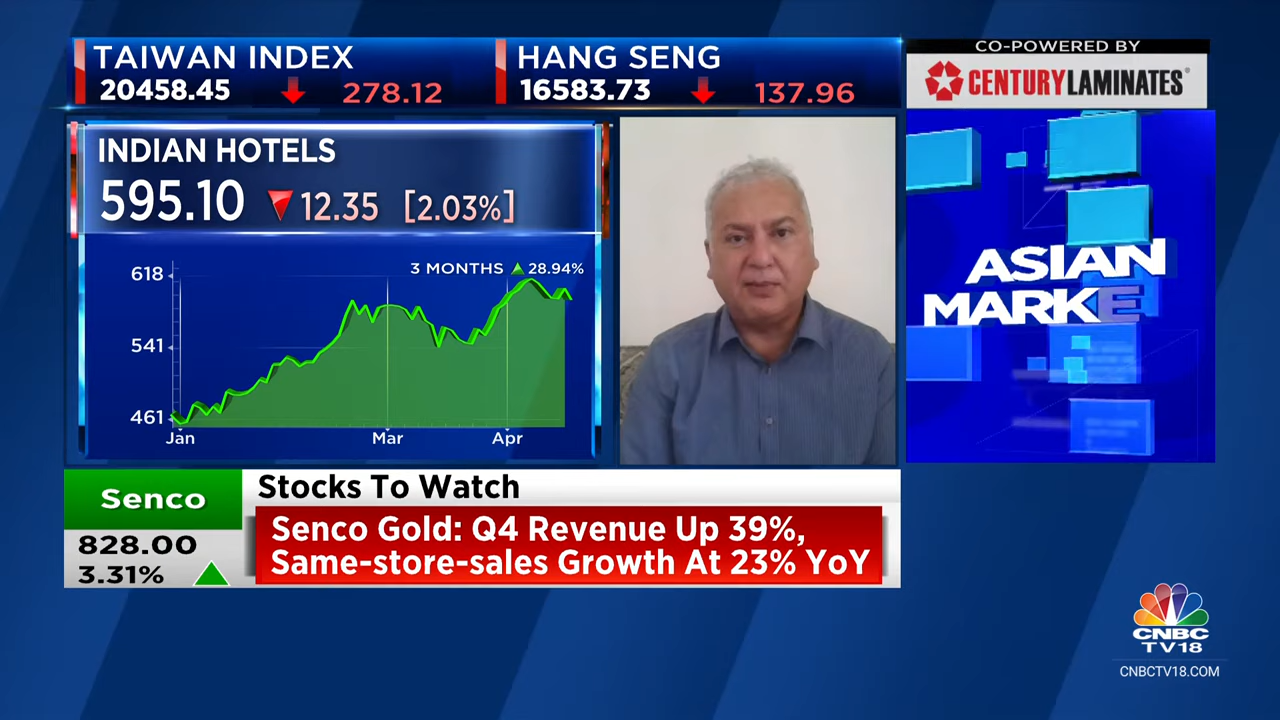 TAIWAN INDEX
20458.45 278.12
HANG SENG
16583.73 137.96
CO-POWERED BY
CENTURYLAMINATES®
INDIAN HOTELS
595.10 12.35 [2.03%]
3 MONTHS 28.94%
618
541
461
Jan Mar Apr
ASIAN
MARKE
Senco
828.00
3.31%
Stocks To Watch
Senco Gold: Q4 Revenue Up 39%,
Same-store-sales Growth At 23% YoY
CNBC
TV18
CNBCTV18.COM